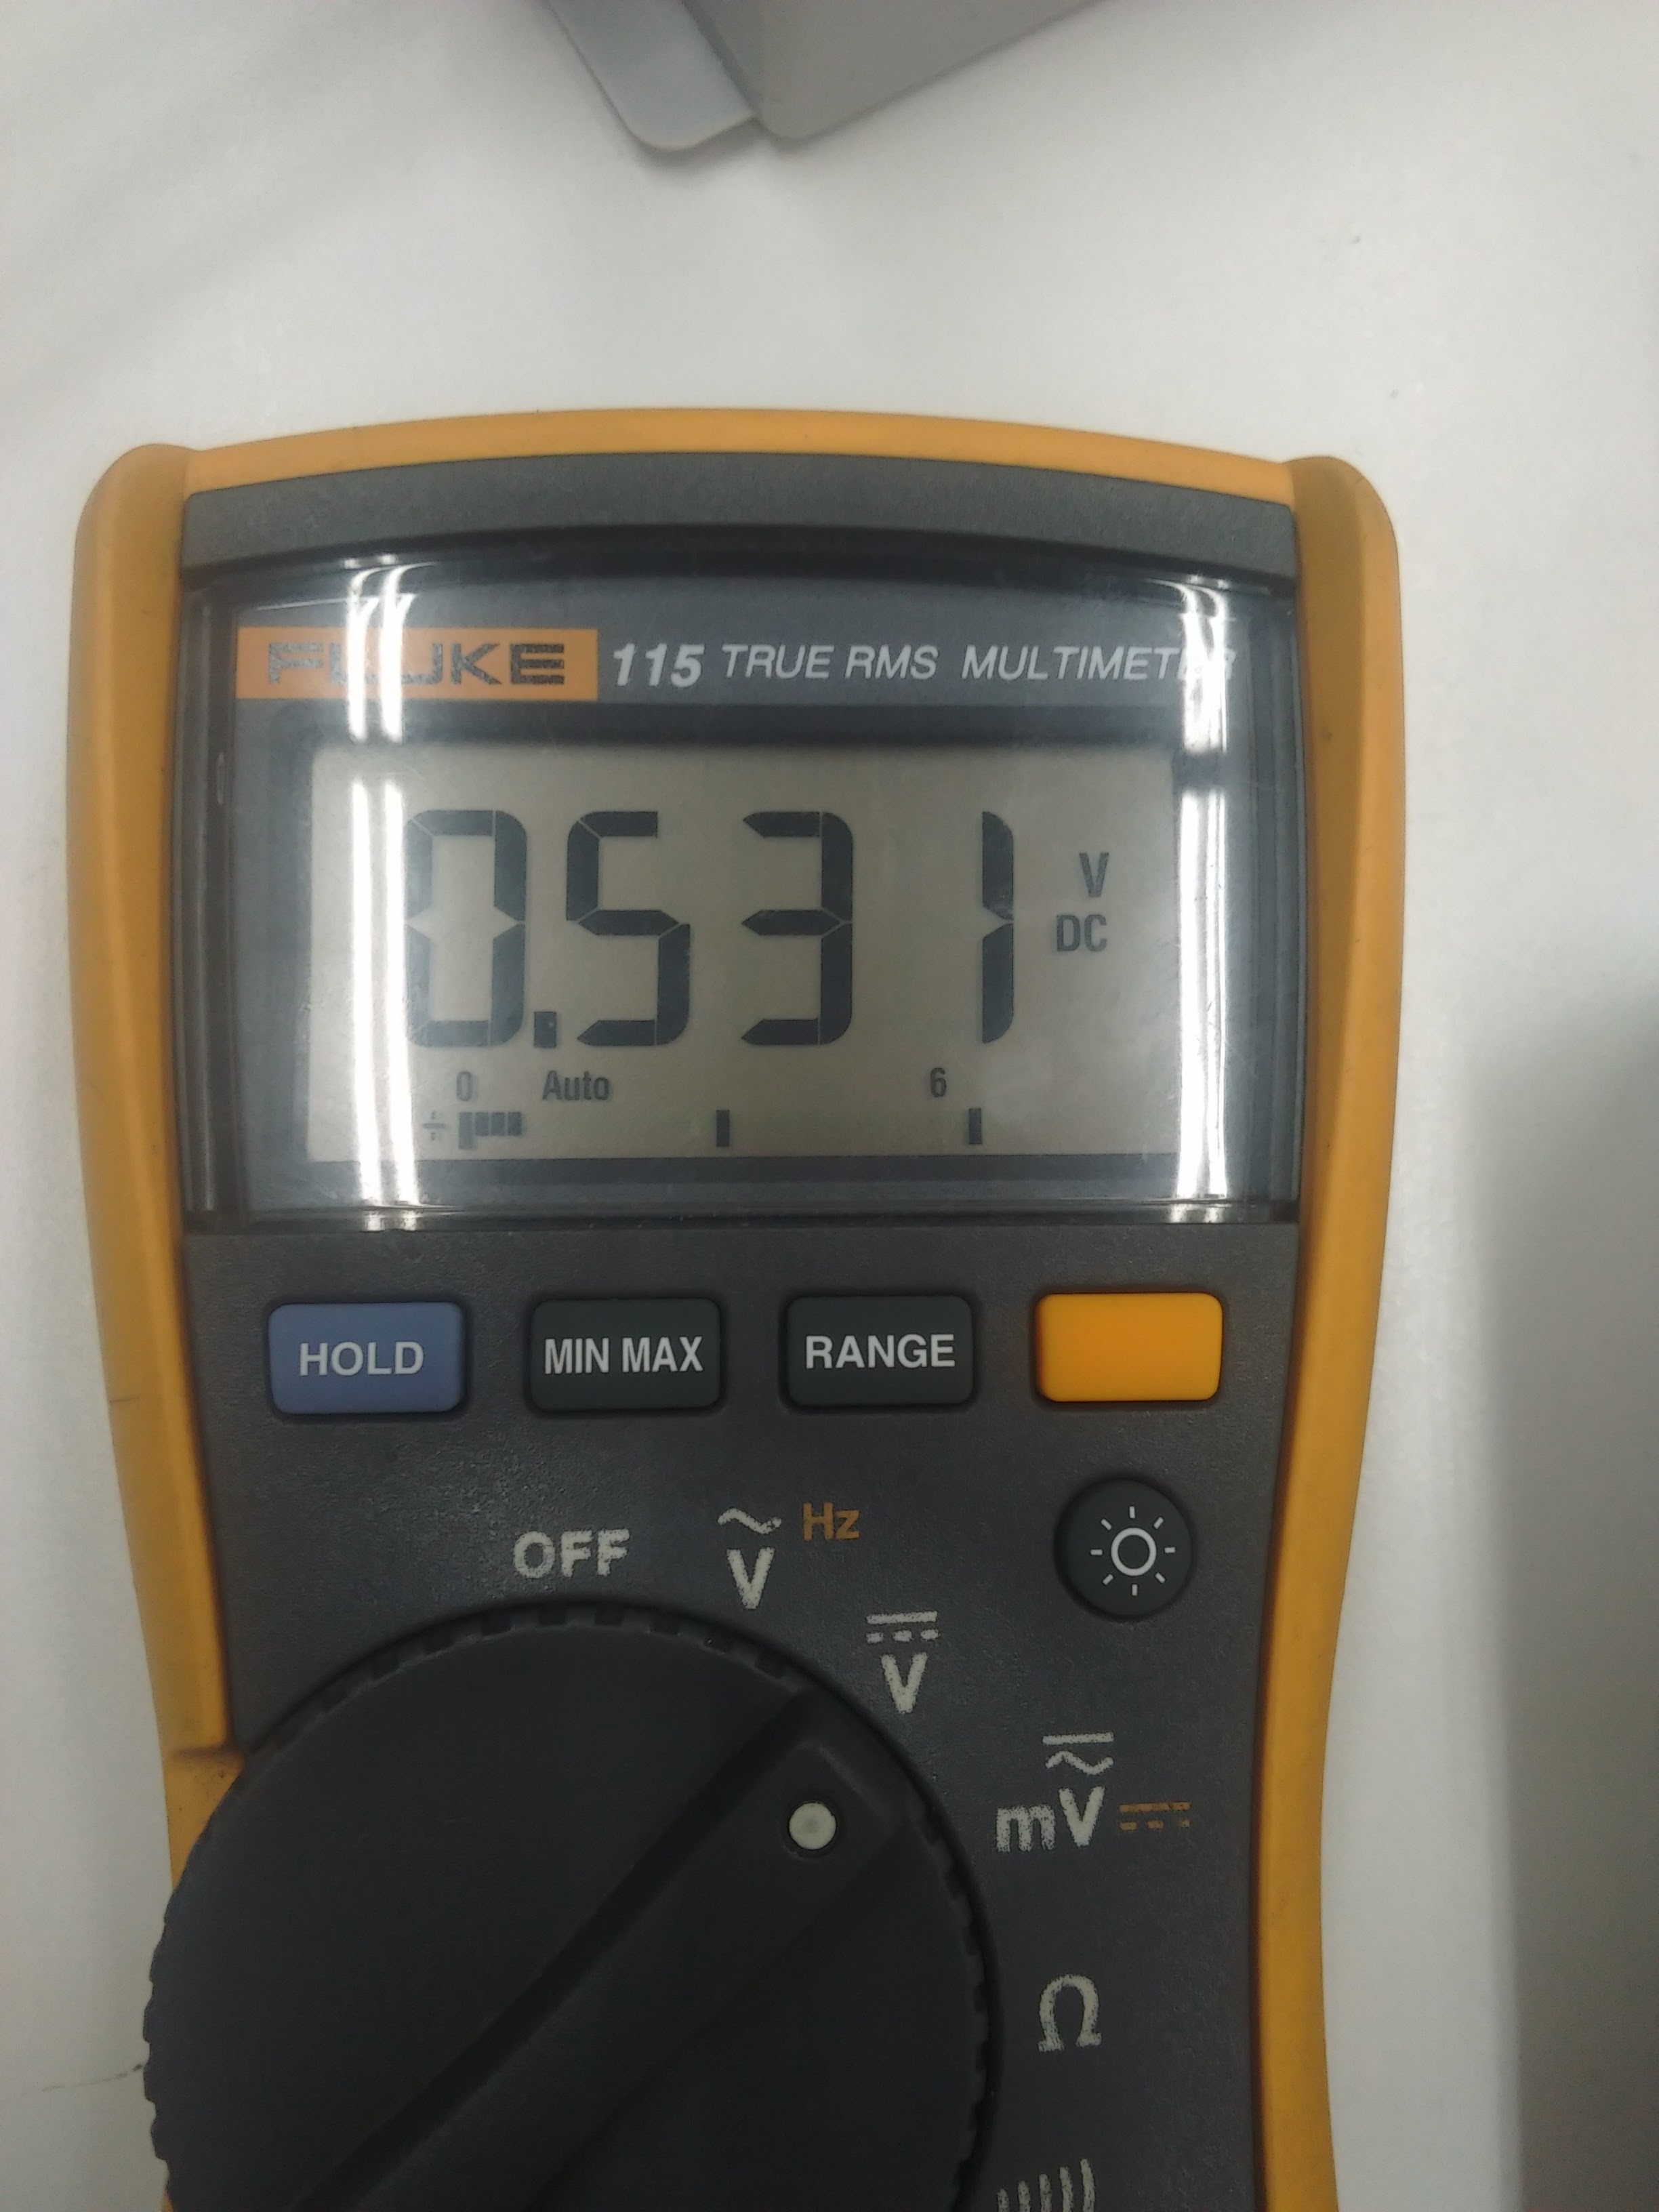 FLUKE 115 TRUE RMS MULTIMETER
0.531 V DC
0 Auto 6
HOLD MIN MAX RANGE
OFF V Hz
V
mV
Ω